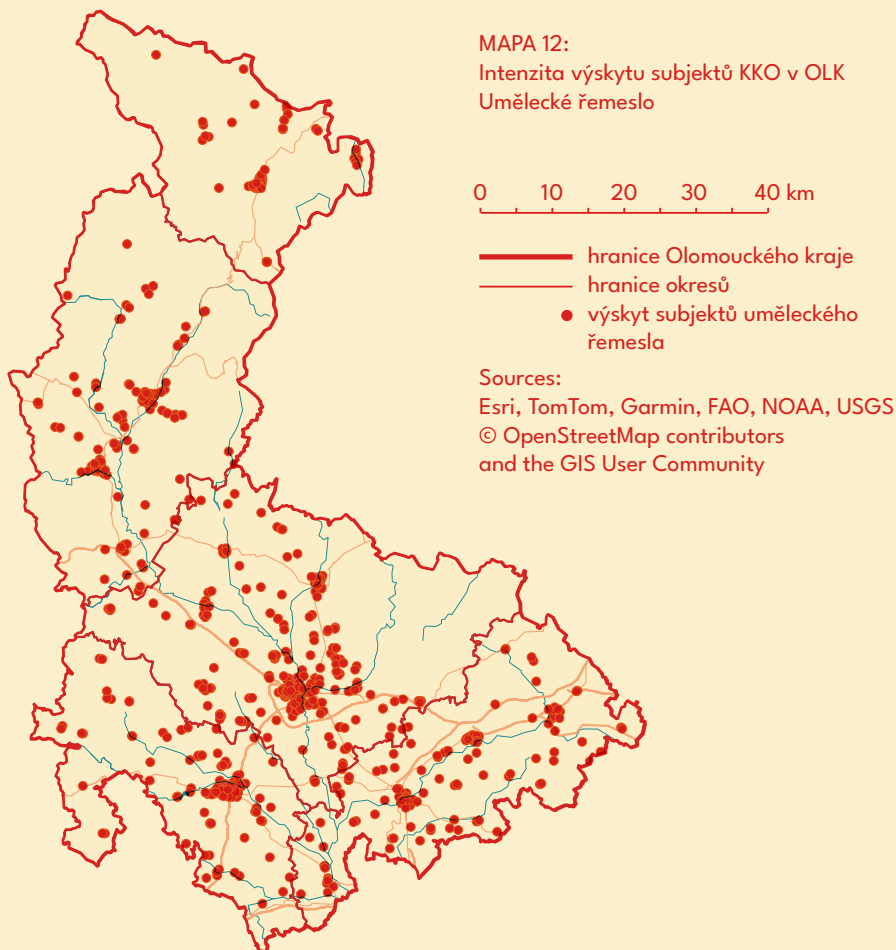 MAPA 12:
Intenzita výskytu subjektů KKO v OLK
Umělecké řemeslo
0 10 20 30 40 km
hranice Olomouckého kraje
hranice okresů
výskyt subjektů uměleckého
řemesla
Sources:
Esri, TomTom, Garmin, FAO, NOAA, USGS
© OpenStreetMap contributors
and the GIS User Community